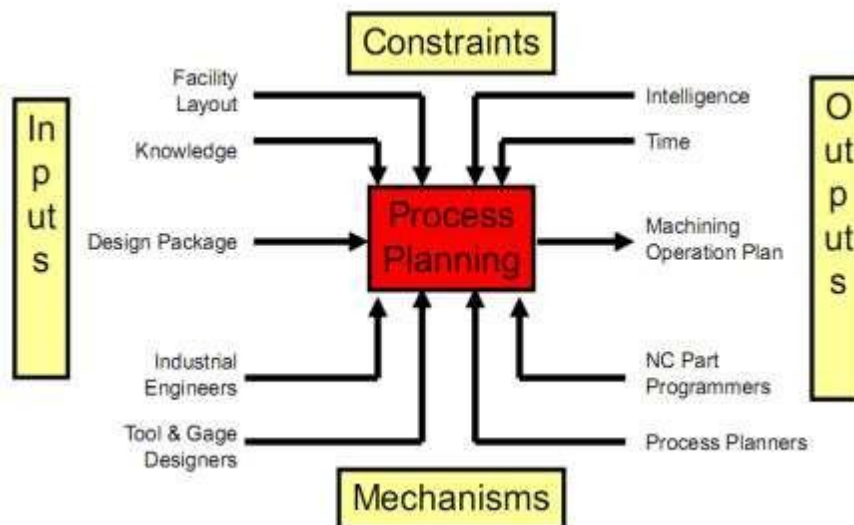 Constraints
Facility
Layout
Intelligence
Knowledge
Time
In
p
ut
s
O
ut
p
ut
s
Process
Planning
Design Package
Machining
Operation Plan
Industrial
Engineers
NC Part
Programmers
Tool & Gage
Designers
Process Planners
Mechanisms